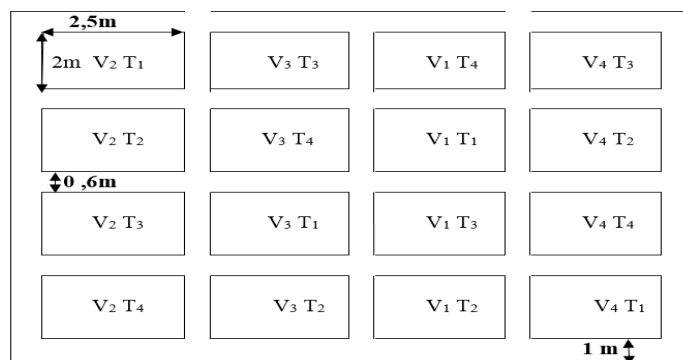 2,5m
2m V₂ T₁ V₃ T₃ V₁ T₄ V₄ T₃
V₂ T₂ V₃ T₄ V₁ T₁ V₄ T₂
0 ,6m
V₂ T₃ V₃ T₁ V₁ T₃ V₄ T₄
V₂ T₄ V₃ T₂ V₁ T₂ V₄ T₁
1 m